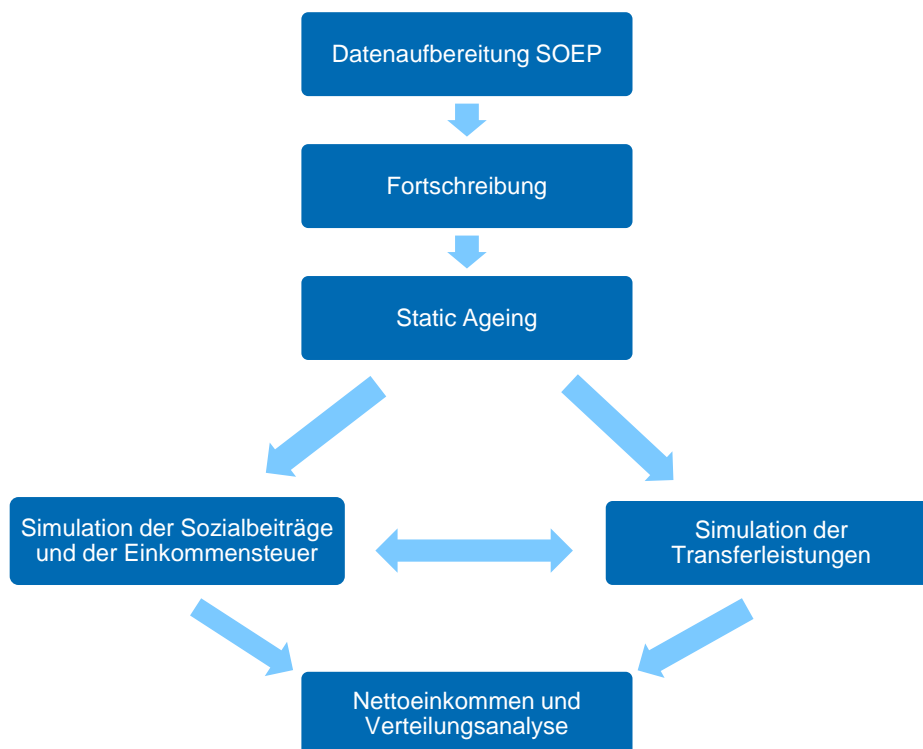 Datenaufbereitung SOEP
Fortschreibung
Static Ageing
Simulation der Sozialbeiträge
und der Einkommensteuer
Simulation der
Transferleistungen
Nettoeinkommen und
Verteilungsanalyse